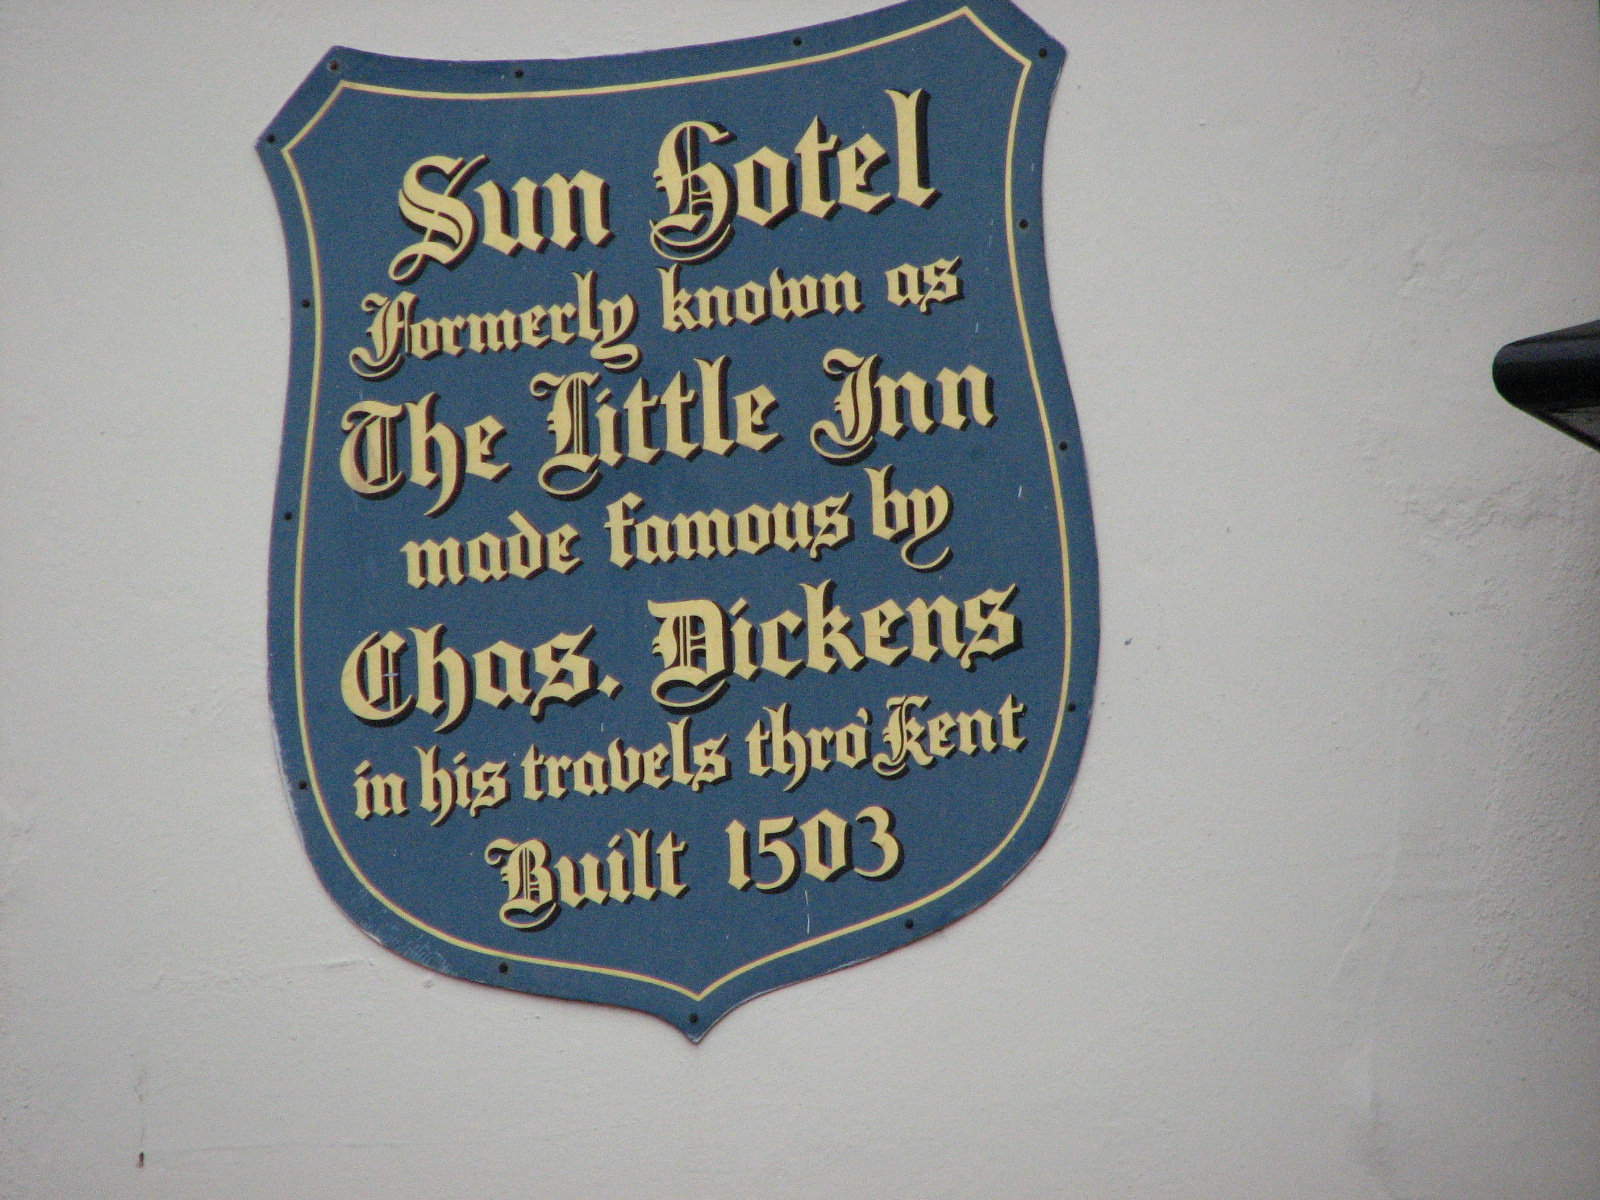 Sun Hotel
Formerly known as
The Little Inn
made famous by
Chas. Dickens
in his travels thro' Kent
Built 1503